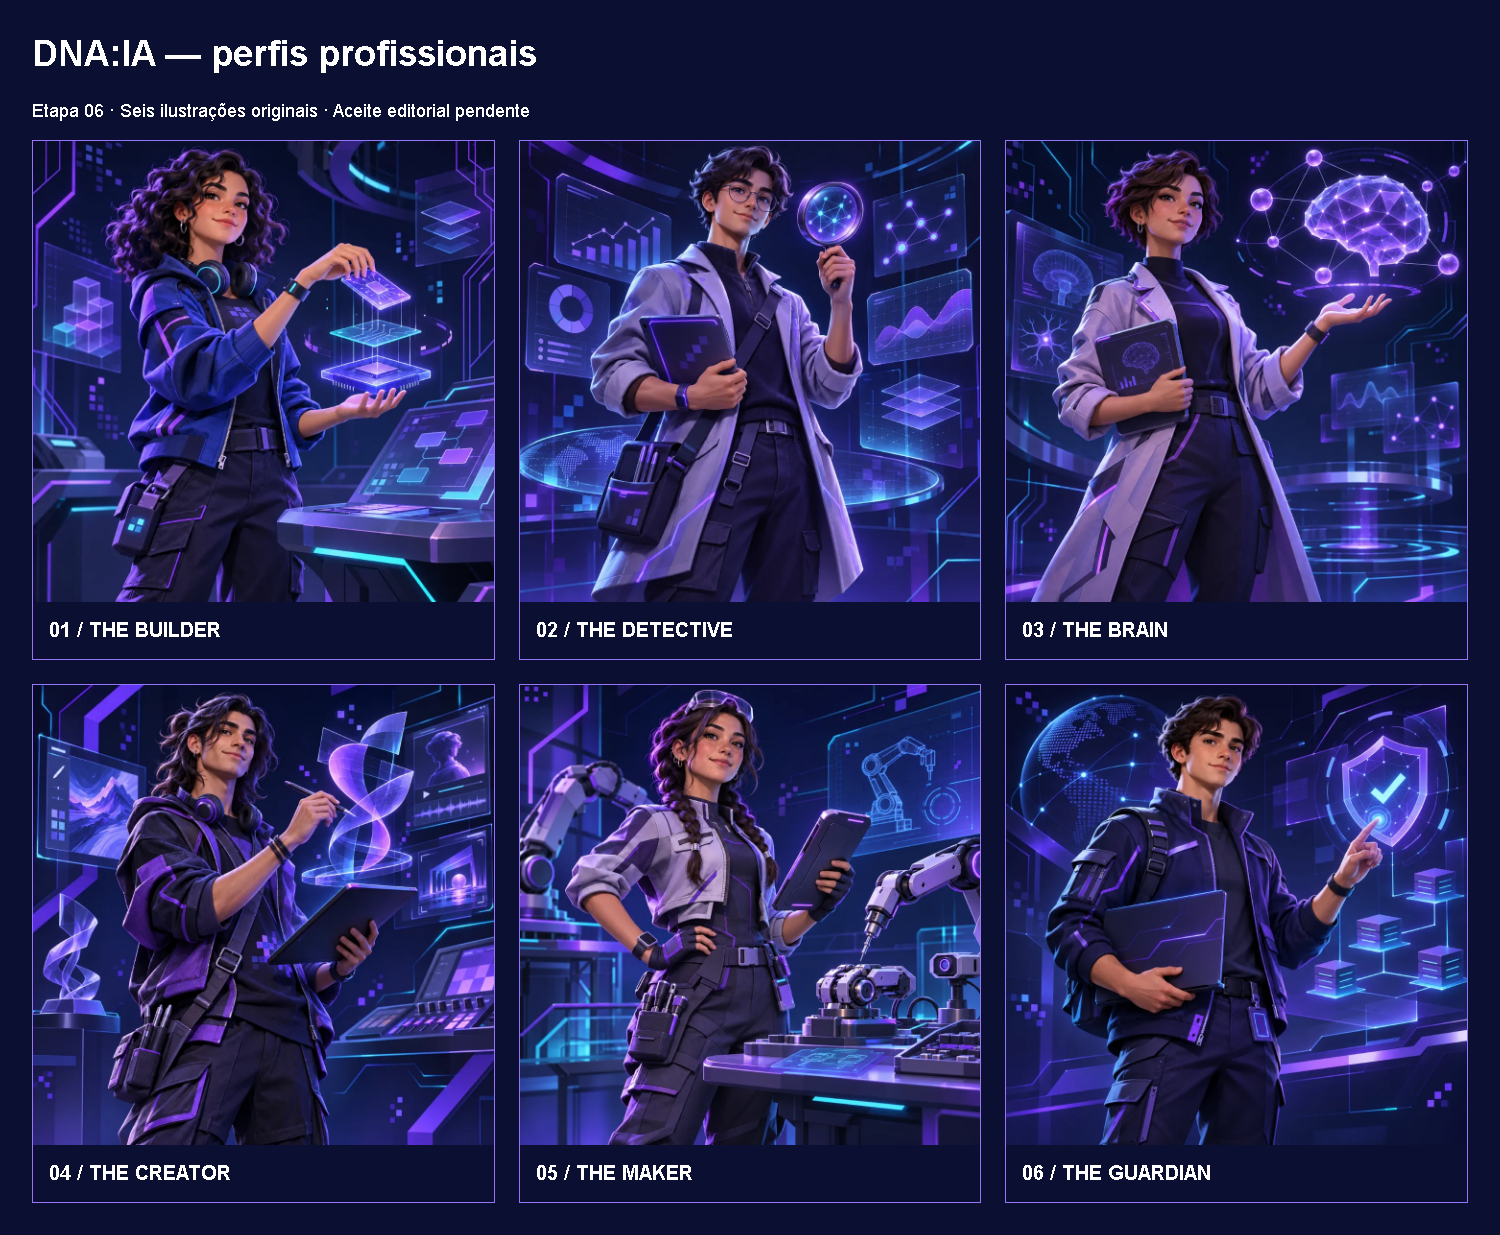 DNA:IA — perfis profissionais
Etapa 06 · Seis ilustrações originais · Aceite editorial pendente
01 / THE BUILDER
02 / THE DETECTIVE
03 / THE BRAIN
04 / THE CREATOR
05 / THE MAKER
06 / THE GUARDIAN